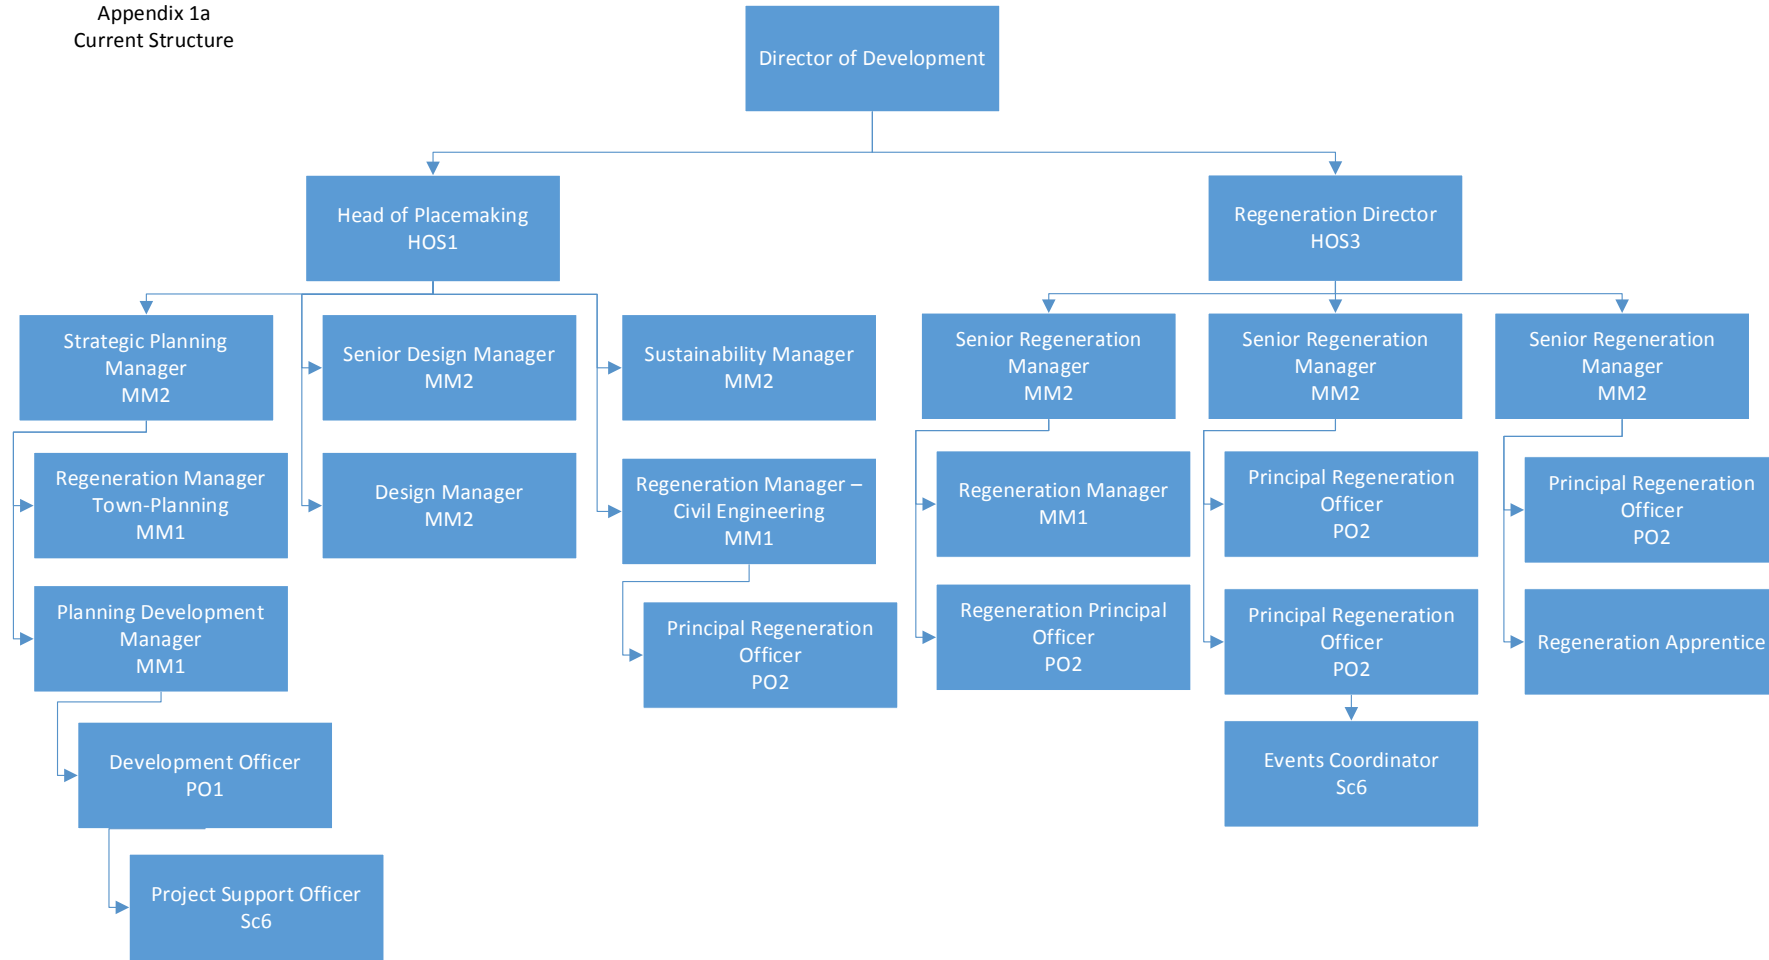 Appendix 1a
Current Structure
Director of Development
Head of Placemaking
HOS1
Regeneration Director
HOS3
Strategic Planning
Manager
MM2
Senior Design Manager
MM2
Sustainability Manager
MM2
Senior Regeneration
Manager
MM2
Senior Regeneration
Manager
MM2
Senior Regeneration
Manager
MM2
Regeneration Manager
Town-Planning
MM1
Design Manager
MM2
Regeneration Manager –
Civil Engineering
MM1
Regeneration Manager
MM1
Principal Regeneration
Officer
PO2
Principal Regeneration
Officer
PO2
Planning Development
Manager
MM1
Principal Regeneration
Officer
PO2
Regeneration Principal
Officer
PO2
Principal Regeneration
Officer
PO2
Regeneration Apprentice
Development Officer
PO1
Events Coordinator
Sc6
Project Support Officer
Sc6